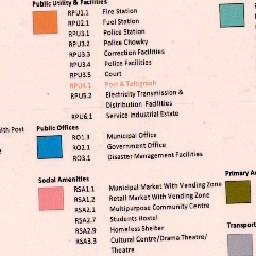 Public Utility & Facilities
RPU1.1 Fire Station
RPU2.1 Fuel Station
RPU3.1 Police Station
RPU3.2 Police Chowky
RPU3.3 Correction Facilities
RPU3.4 Police Facilities
RPU3.5 Court
RPU4.1 Post & Telegraph
RPU5.2 Electricity Transmission &
Distribution Facilities
RPU6.1 Service Industrial Estate
lth Post
Public Offices
RO1.3 Municipal Office
RO2.1 Government Office
RO3.1 Disaster Management Facilities
Social Amenities
Primary A
RSA1.1 Municipal Market With Vending Zone
RSA1.2 Retail Market With Vending Zone
RSA2.1 Multipurpose Community Centre
RSA2.7 Students Hostel
RSA2.9 Homeless Shelter
Transport
RSA3.3 Cultural Centre/Drama Theatre/
Theatre